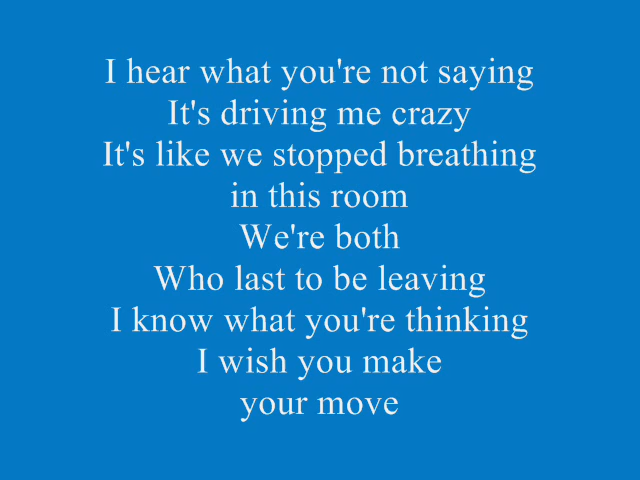 I hear what you're not saying
It's driving me crazy
It's like we stopped breathing
in this room
We're both
Who last to be leaving
I know what you're thinking
I wish you make
your move